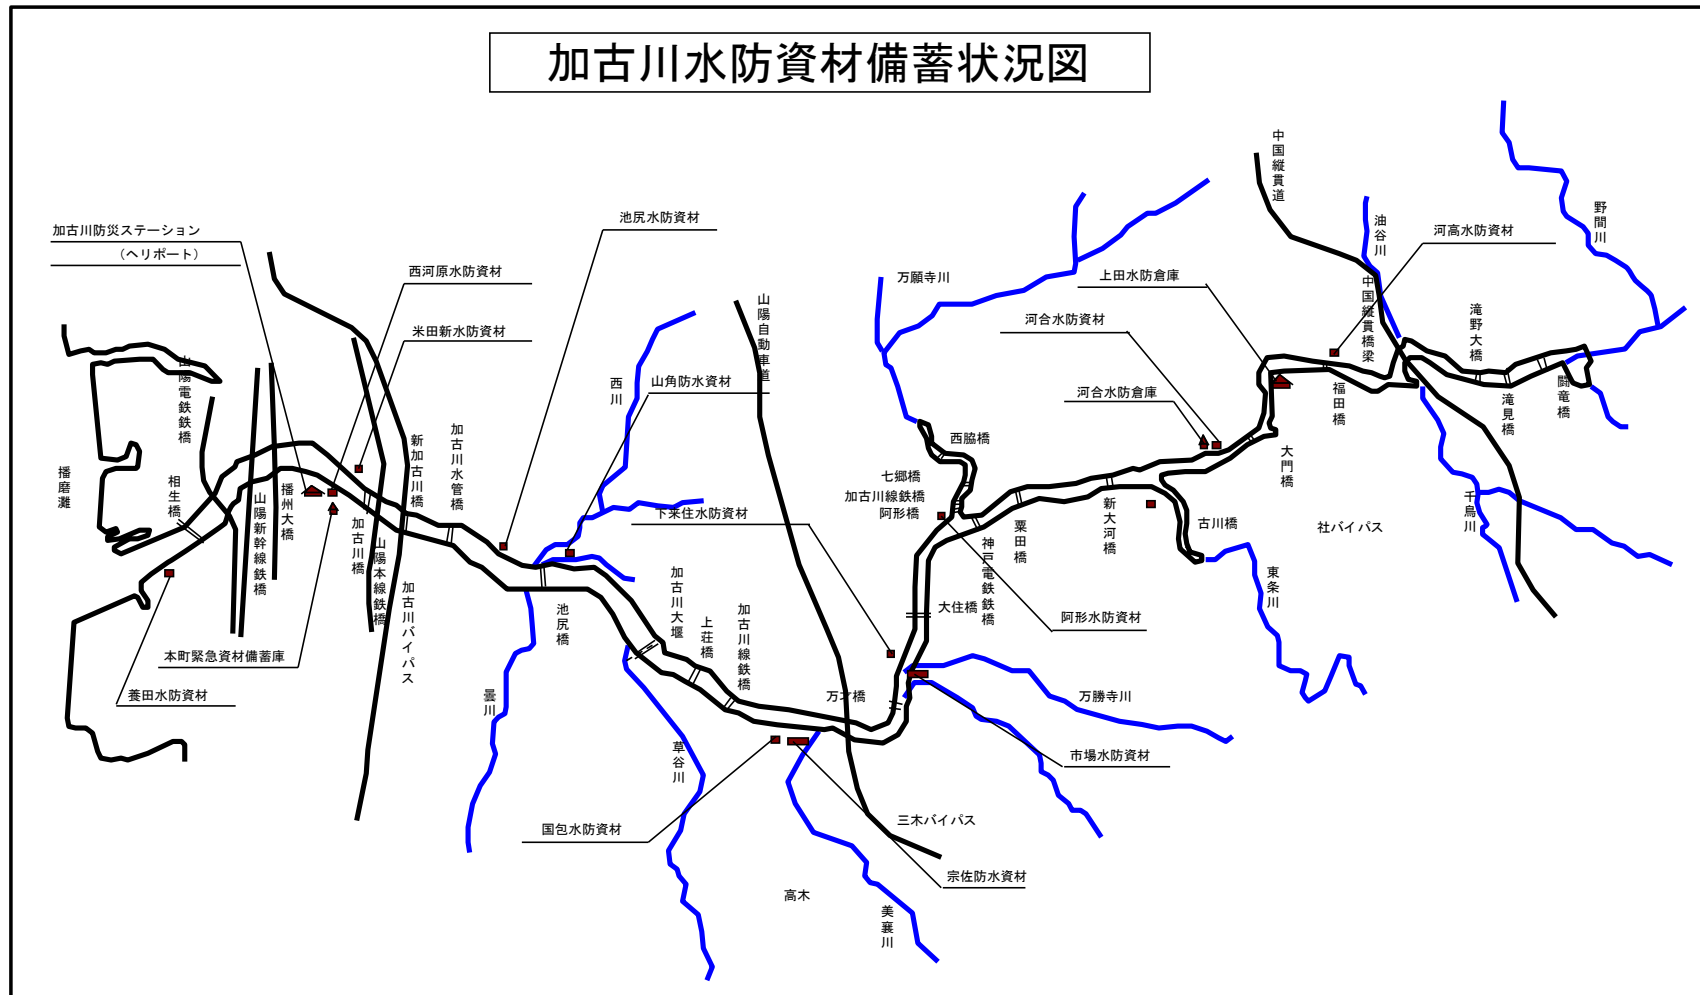 加古川水防資材備蓄状況図
加古川防災ステーション
（ヘリポート）
西河原水防資材
米田新水防資材
池尻水防資材
山角防水資材
下来住水防資材
万願寺川
上田水防倉庫
河合水防資材
河合水防倉庫
河高水防資材
中国縦貫道
油谷川
中国縦貫橋梁
野間川
滝野大橋
闘竜橋
滝見橋
福田橋
大門橋
千鳥川
社バイパス
古川橋
東条川
新大河橋
粟田橋
神戸電鉄鉄橋
西脇橋
七郷橋
加古川線鉄橋
阿形橋
大住橋
阿形水防資材
万勝寺川
市場水防資材
万才橋
三木バイパス
宗佐防水資材
美襄川
高木
国包水防資材
草谷川
山陽自動車道
西川
加古川大堰
上荘橋
加古川線鉄橋
池尻橋
曇川
加古川水管橋
新加古川橋
加古川バイパス
山陽本線鉄橋
加古川橋
播州大橋
山陽新幹線鉄橋
相生橋
山陽電鉄鉄橋
播磨灘
本町緊急資材備蓄庫
養田水防資材